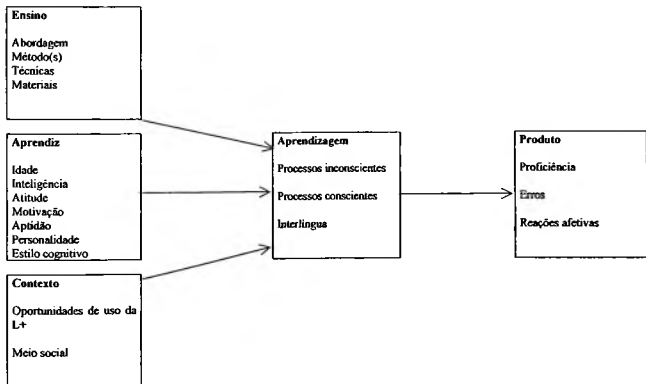 Ensino
Abordagem
Método(s)
Técnicas
Materiais
Aprendiz
Idade
Inteligência
Atitude
Motivação
Aptidão
Personalidade
Estilo cognitivo
Contexto
Oportunidades de uso da
L+
Meio social
Aprendizagem
Processos inconscientes
Processos conscientes
Interlingua
Produto
Proficiência
Erros
Reações afetivas